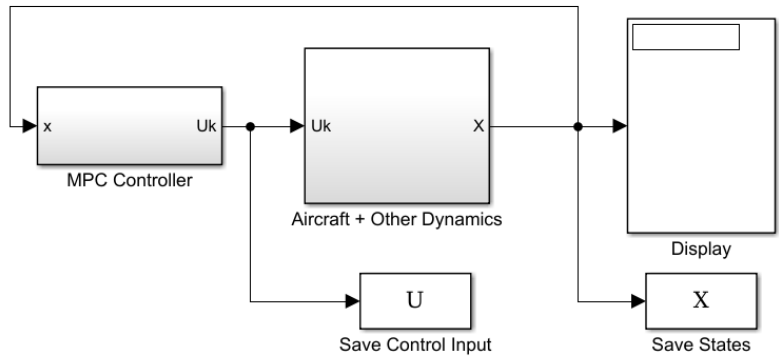 x
Uk
MPC Controller
Uk
X
Aircraft + Other Dynamics
Display
U
Save Control Input
X
Save States